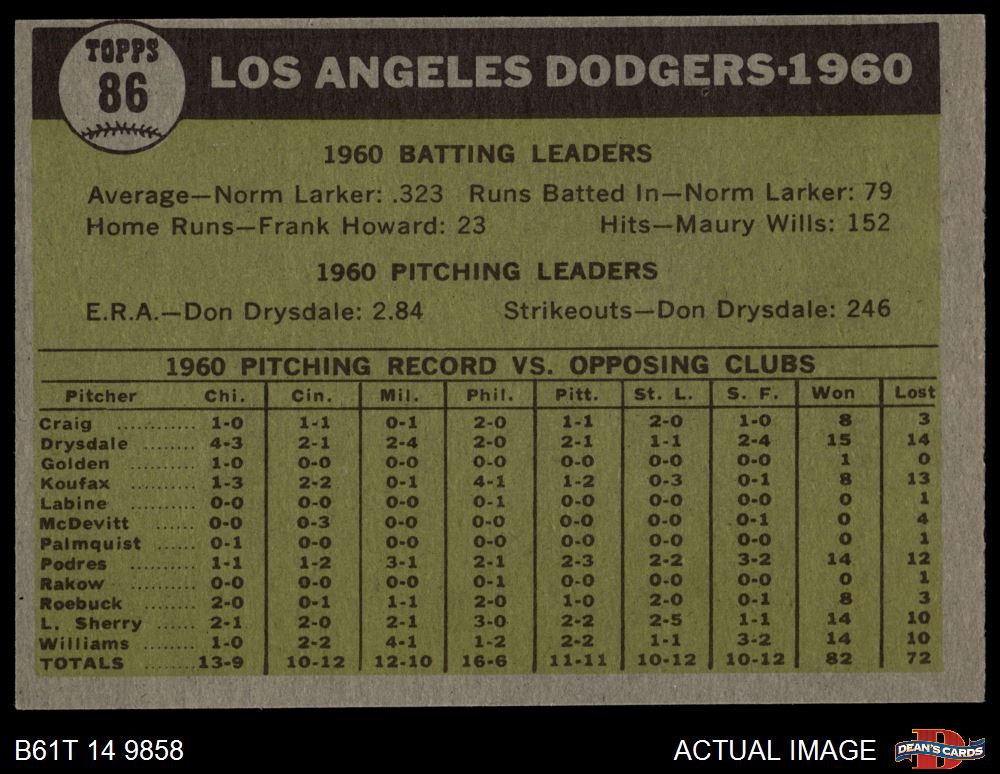 TOPPS
86
LOS ANGELES DODGERS·1960
1960 BATTING LEADERS
Average—Norm Larker: .323 Runs Batted In—Norm Larker: 79
Home Runs—Frank Howard: 23 Hits—Maury Wills: 152
1960 PITCHING LEADERS
E.R.A.—Don Drysdale: 2.84 Strikeouts—Don Drysdale: 246
1960 PITCHING RECORD VS. OPPOSING CLUBS
Pitcher Chi. Cin. Mil. Phil. Pitt. St. L. S. F. Won Lost
Craig .......... 1-0 1-1 0-1 2-0 1-1 2-0 1-0 8 3
Drysdale ....... 4-3 2-1 2-4 2-0 2-1 1-1 2-4 15 14
Golden ......... 1-0 0-0 0-0 0-0 0-0 0-0 0-0 1 0
Koufax ......... 1-3 2-2 0-1 4-1 1-2 0-3 0-1 8 13
Labine ......... 0-0 0-0 0-0 0-1 0-0 0-0 0-0 0 1
McDevitt ...... 0-0 0-3 0-0 0-0 0-0 0-0 0-1 0 4
Palmquist ...... 0-1 0-0 0-0 0-0 0-0 0-0 0-0 0 1
Podres ......... 1-1 1-2 3-1 2-1 2-3 2-2 3-2 14 12
Rakow ......... 0-0 0-0 0-0 0-1 0-0 0-0 0-0 0 1
Roebuck ........ 2-0 0-1 1-1 2-0 1-0 2-0 0-1 8 3
L. Sherry ...... 2-1 2-0 2-1 3-0 2-2 2-5 1-1 14 10
Williams ....... 1-0 2-2 4-1 1-2 2-2 1-1 3-2 14 10
TOTALS ....... 13-9 10-12 12-10 16-6 11-11 10-12 10-12 82 72
B61T 14 9858 ACTUAL IMAGE DEAN'S CARDS